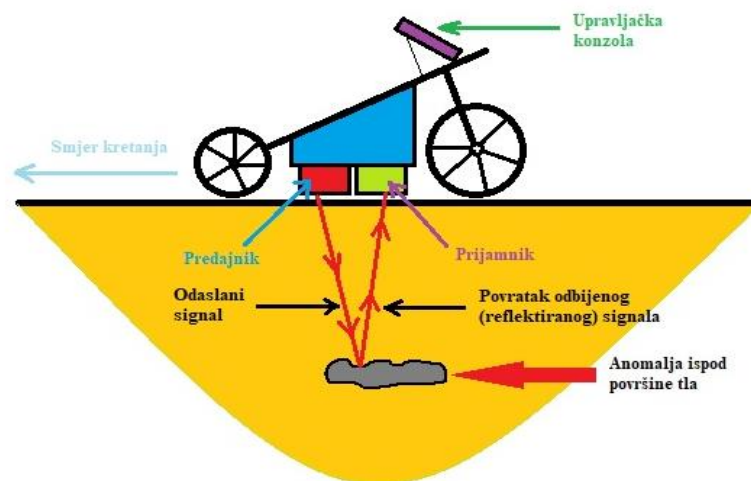 Upravljačka
konzola
Smjer kretanja
Predajnik
Prijamnik
Odaslani
signal
Povratak odbijenog
(reflektiranog) signala
Anomalja ispod
površine tla